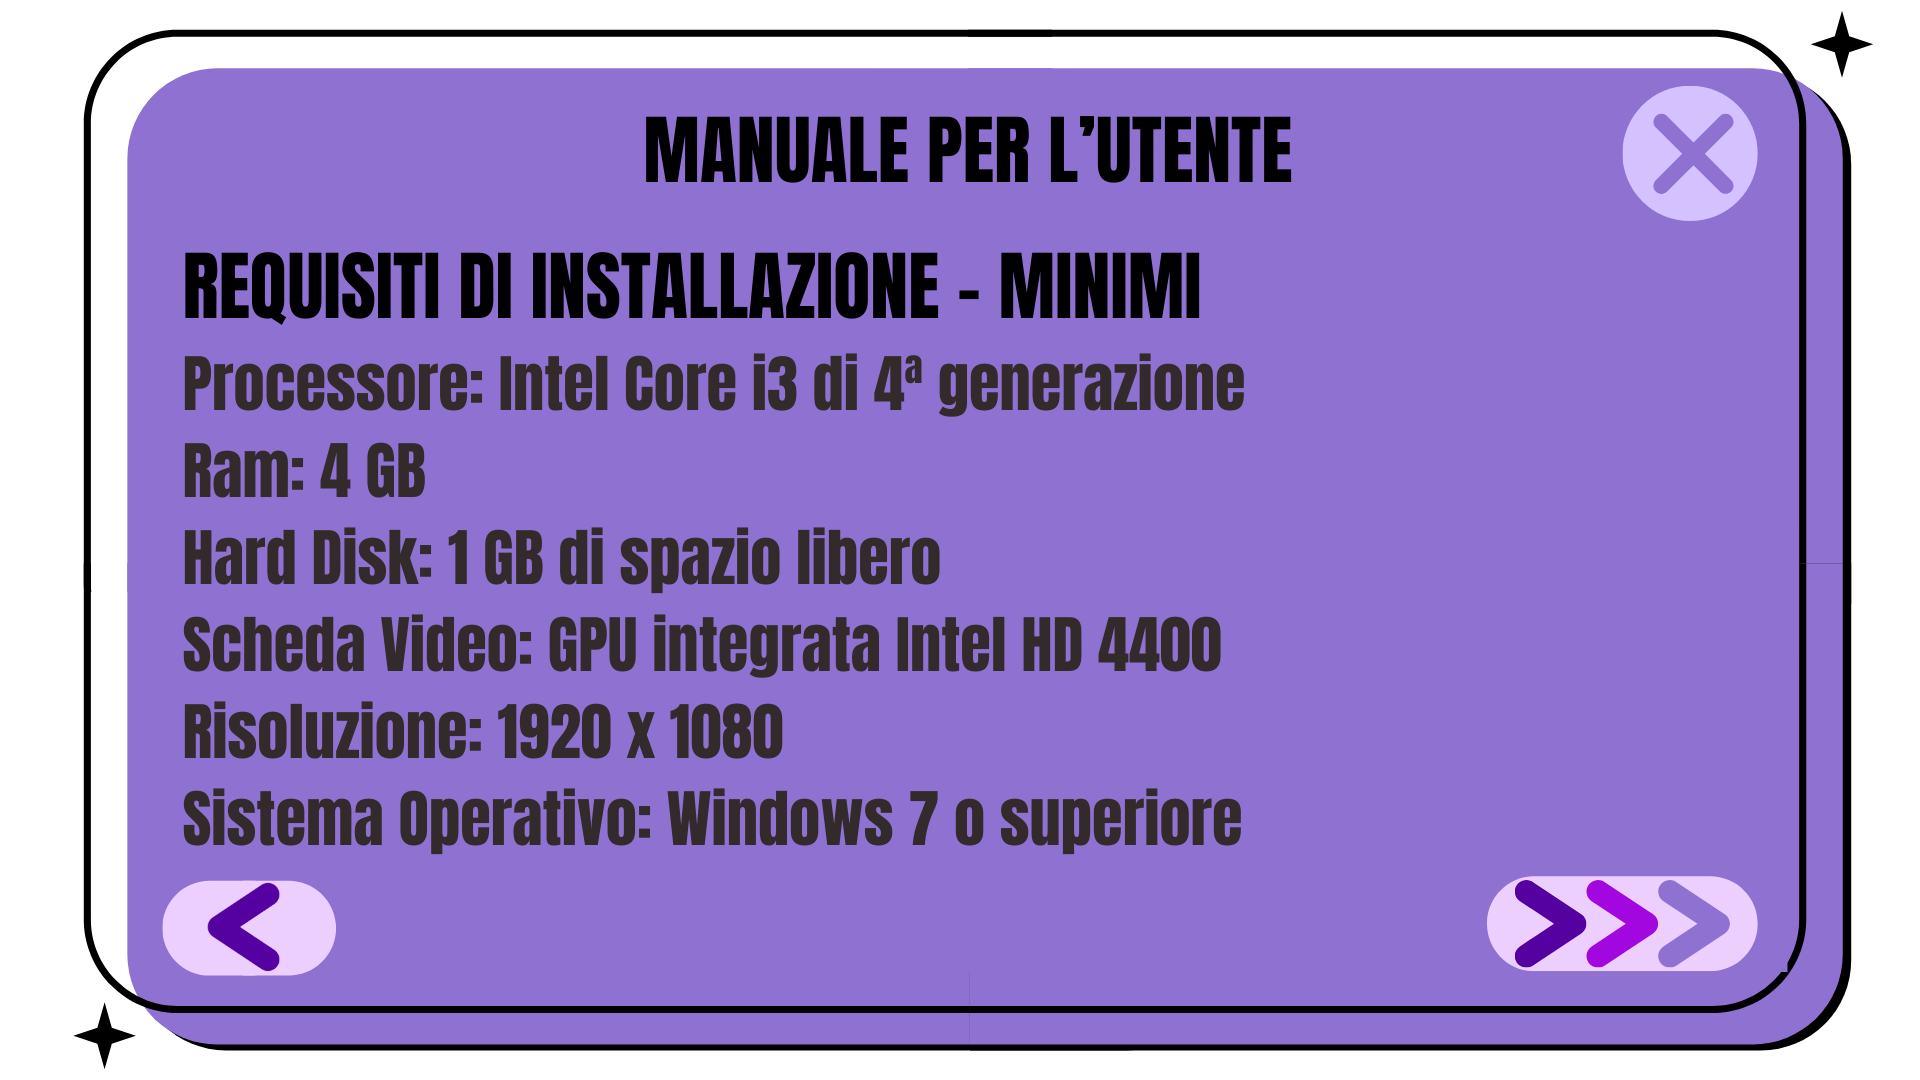 MANUALE PER L’UTENTE
REQUISITI DI INSTALLAZIONE - MINIMI
Processore: Intel Core i3 di 4ª generazione
Ram: 4 GB
Hard Disk: 1 GB di spazio libero
Scheda Video: GPU integrata Intel HD 4400
Risoluzione: 1920 x 1080
Sistema Operativo: Windows 7 o superiore